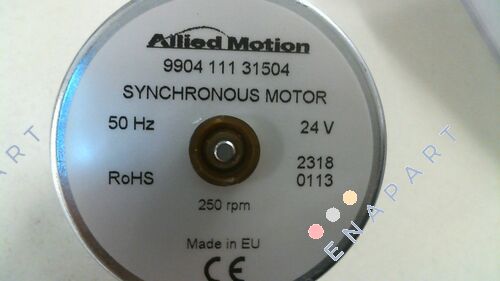 Allied Motion
9904 111 31504
SYNCHRONOUS MOTOR
50 Hz
24 V
RoHS
2318
0113
250 rpm
Made in EU
CE
ENAPART
ENAPART